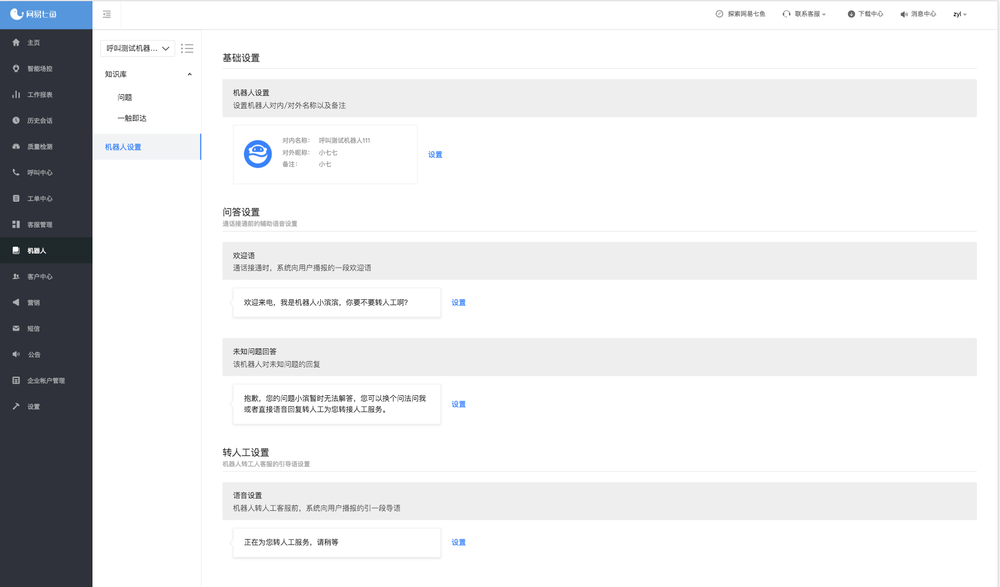 网易七鱼
探索网易七鱼
联系客服
下载中心
消息中心
zyl
主页
智能场控
工作报表
历史会话
质量检测
呼叫中心
工单中心
客服管理
机器人
客户中心
营销
短信
公告
企业帐户管理
设置
呼叫测试机器...
知识库
问题
一触即达
机器人设置
基础设置
机器人设置
设置机器人对内/对外名称以及备注
对内名称： 呼叫测试机器人111
对外昵称： 小七七
备注： 小七
设置
问答设置
通话接通前的辅助语音设置
欢迎语
通话接通时，系统向用户播报的一段欢迎语
欢迎来电，我是机器人小滨滨，你要不要转人工啊？
设置
未知问题回答
该机器人对未知问题的回复
抱歉，您的问题小滨暂时无法解答，您可以换个问法问我
或者直接语音回复转人工为您转接人工服务。
设置
转人工设置
机器人转工人客服的引导语设置
语音设置
机器人转人工客服前，系统向用户播报的引一段导语
正在为您转人工服务，请稍等
设置